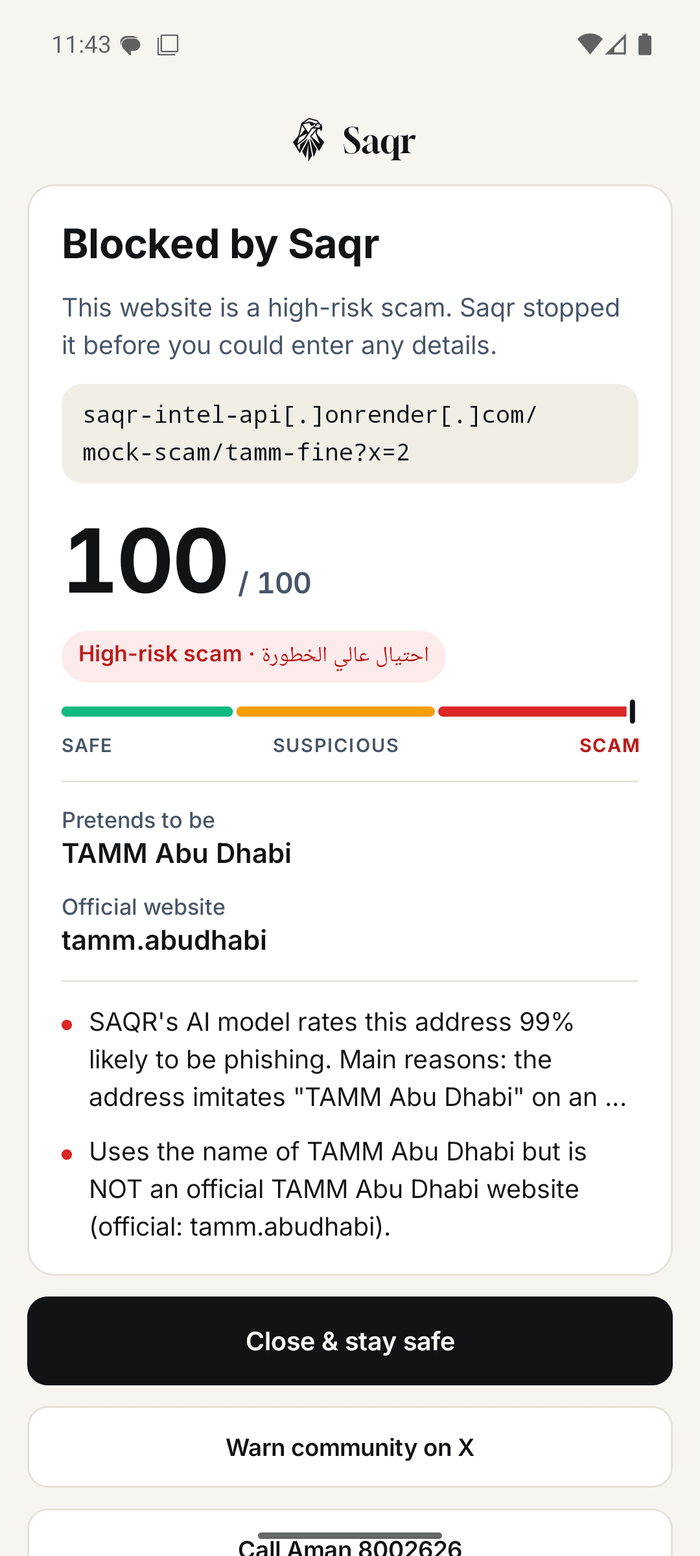 11:43
Saqr
Blocked by Saqr
This website is a high-risk scam. Saqr stopped
it before you could enter any details.
saqr-intel-api[.]onrender[.]com/
mock-scam/tamm-fine?x=2
100 / 100
High-risk scam · احتيال عالي الخطورة
SAFE SUSPICIOUS SCAM
Pretends to be
TAMM Abu Dhabi
Official website
tamm.abudhabi
SAQR's AI model rates this address 99%
likely to be phishing. Main reasons: the
address imitates "TAMM Abu Dhabi" on an ...
Uses the name of TAMM Abu Dhabi but is
NOT an official TAMM Abu Dhabi website
(official: tamm.abudhabi).
Close & stay safe
Warn community on X
Call Aman 8002626